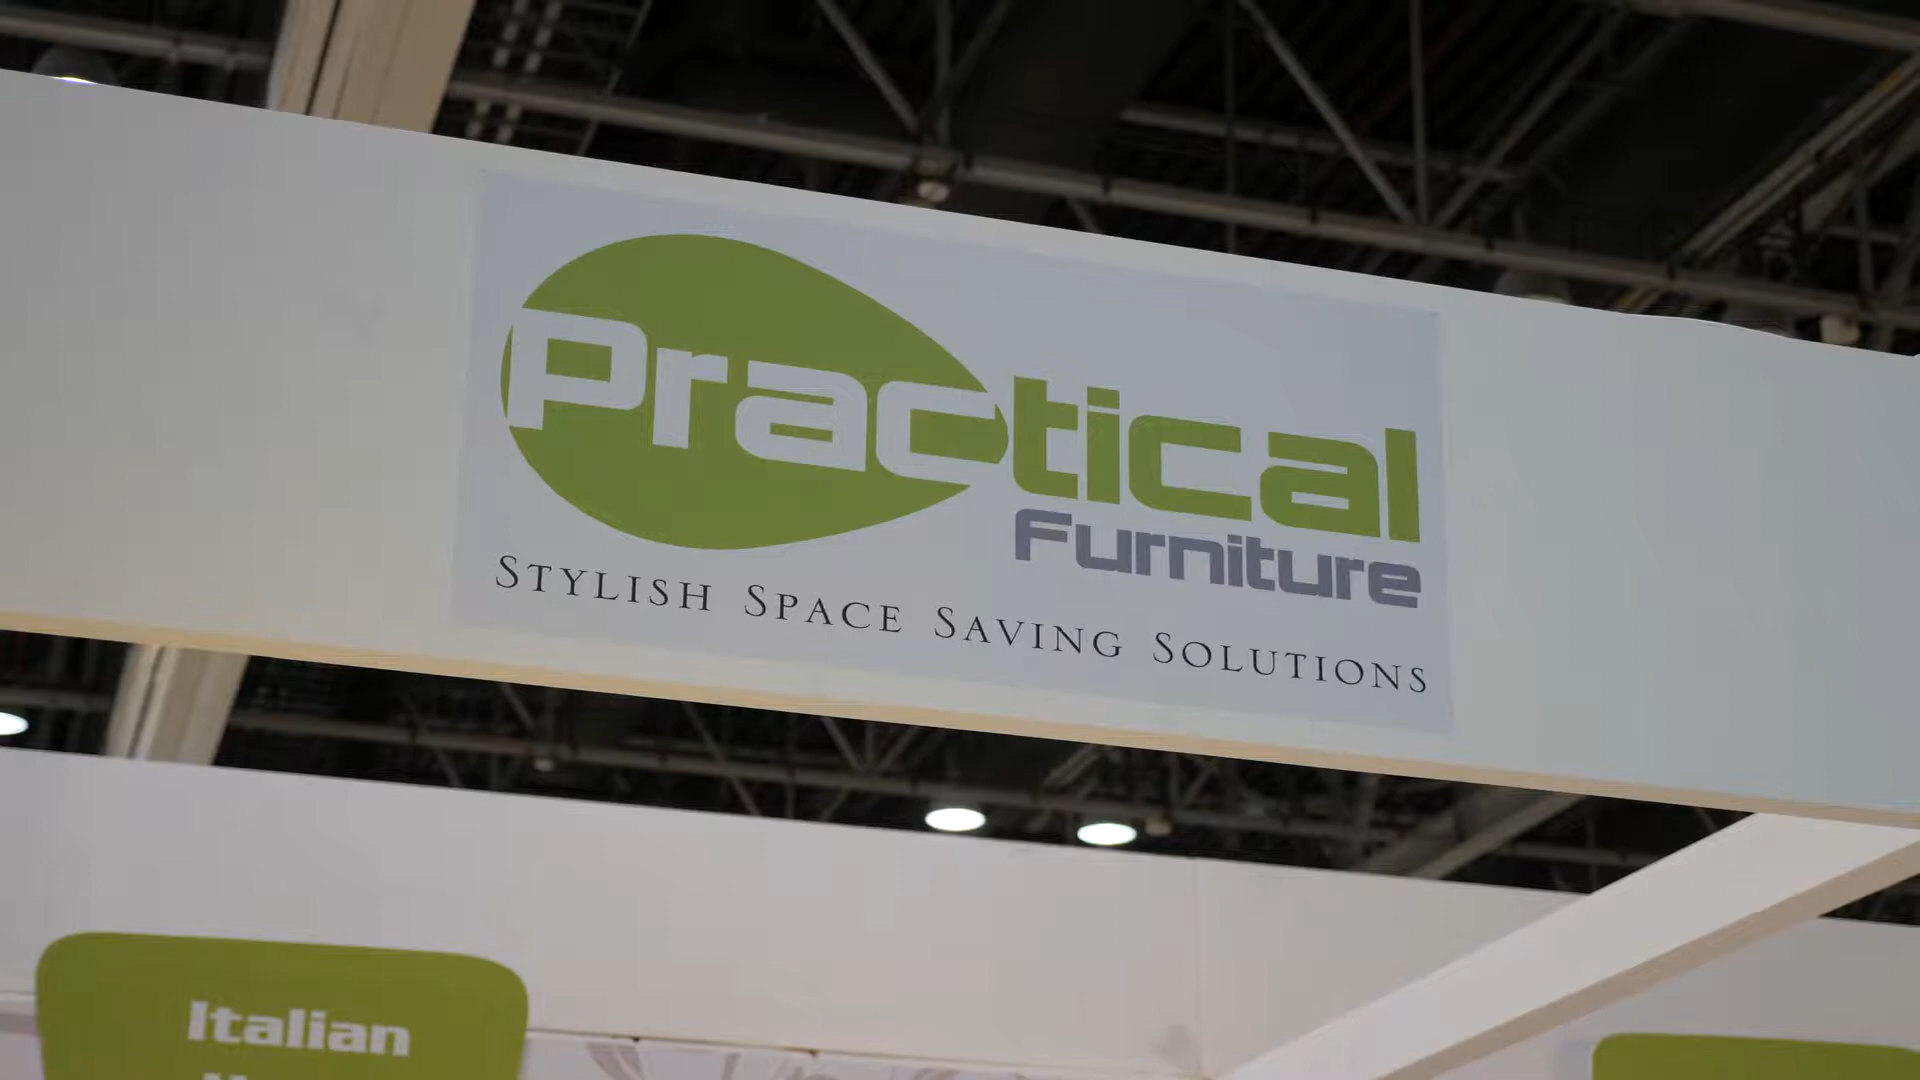 Practical
Furniture
STYLISH SPACE SAVING SOLUTIONS
Italian